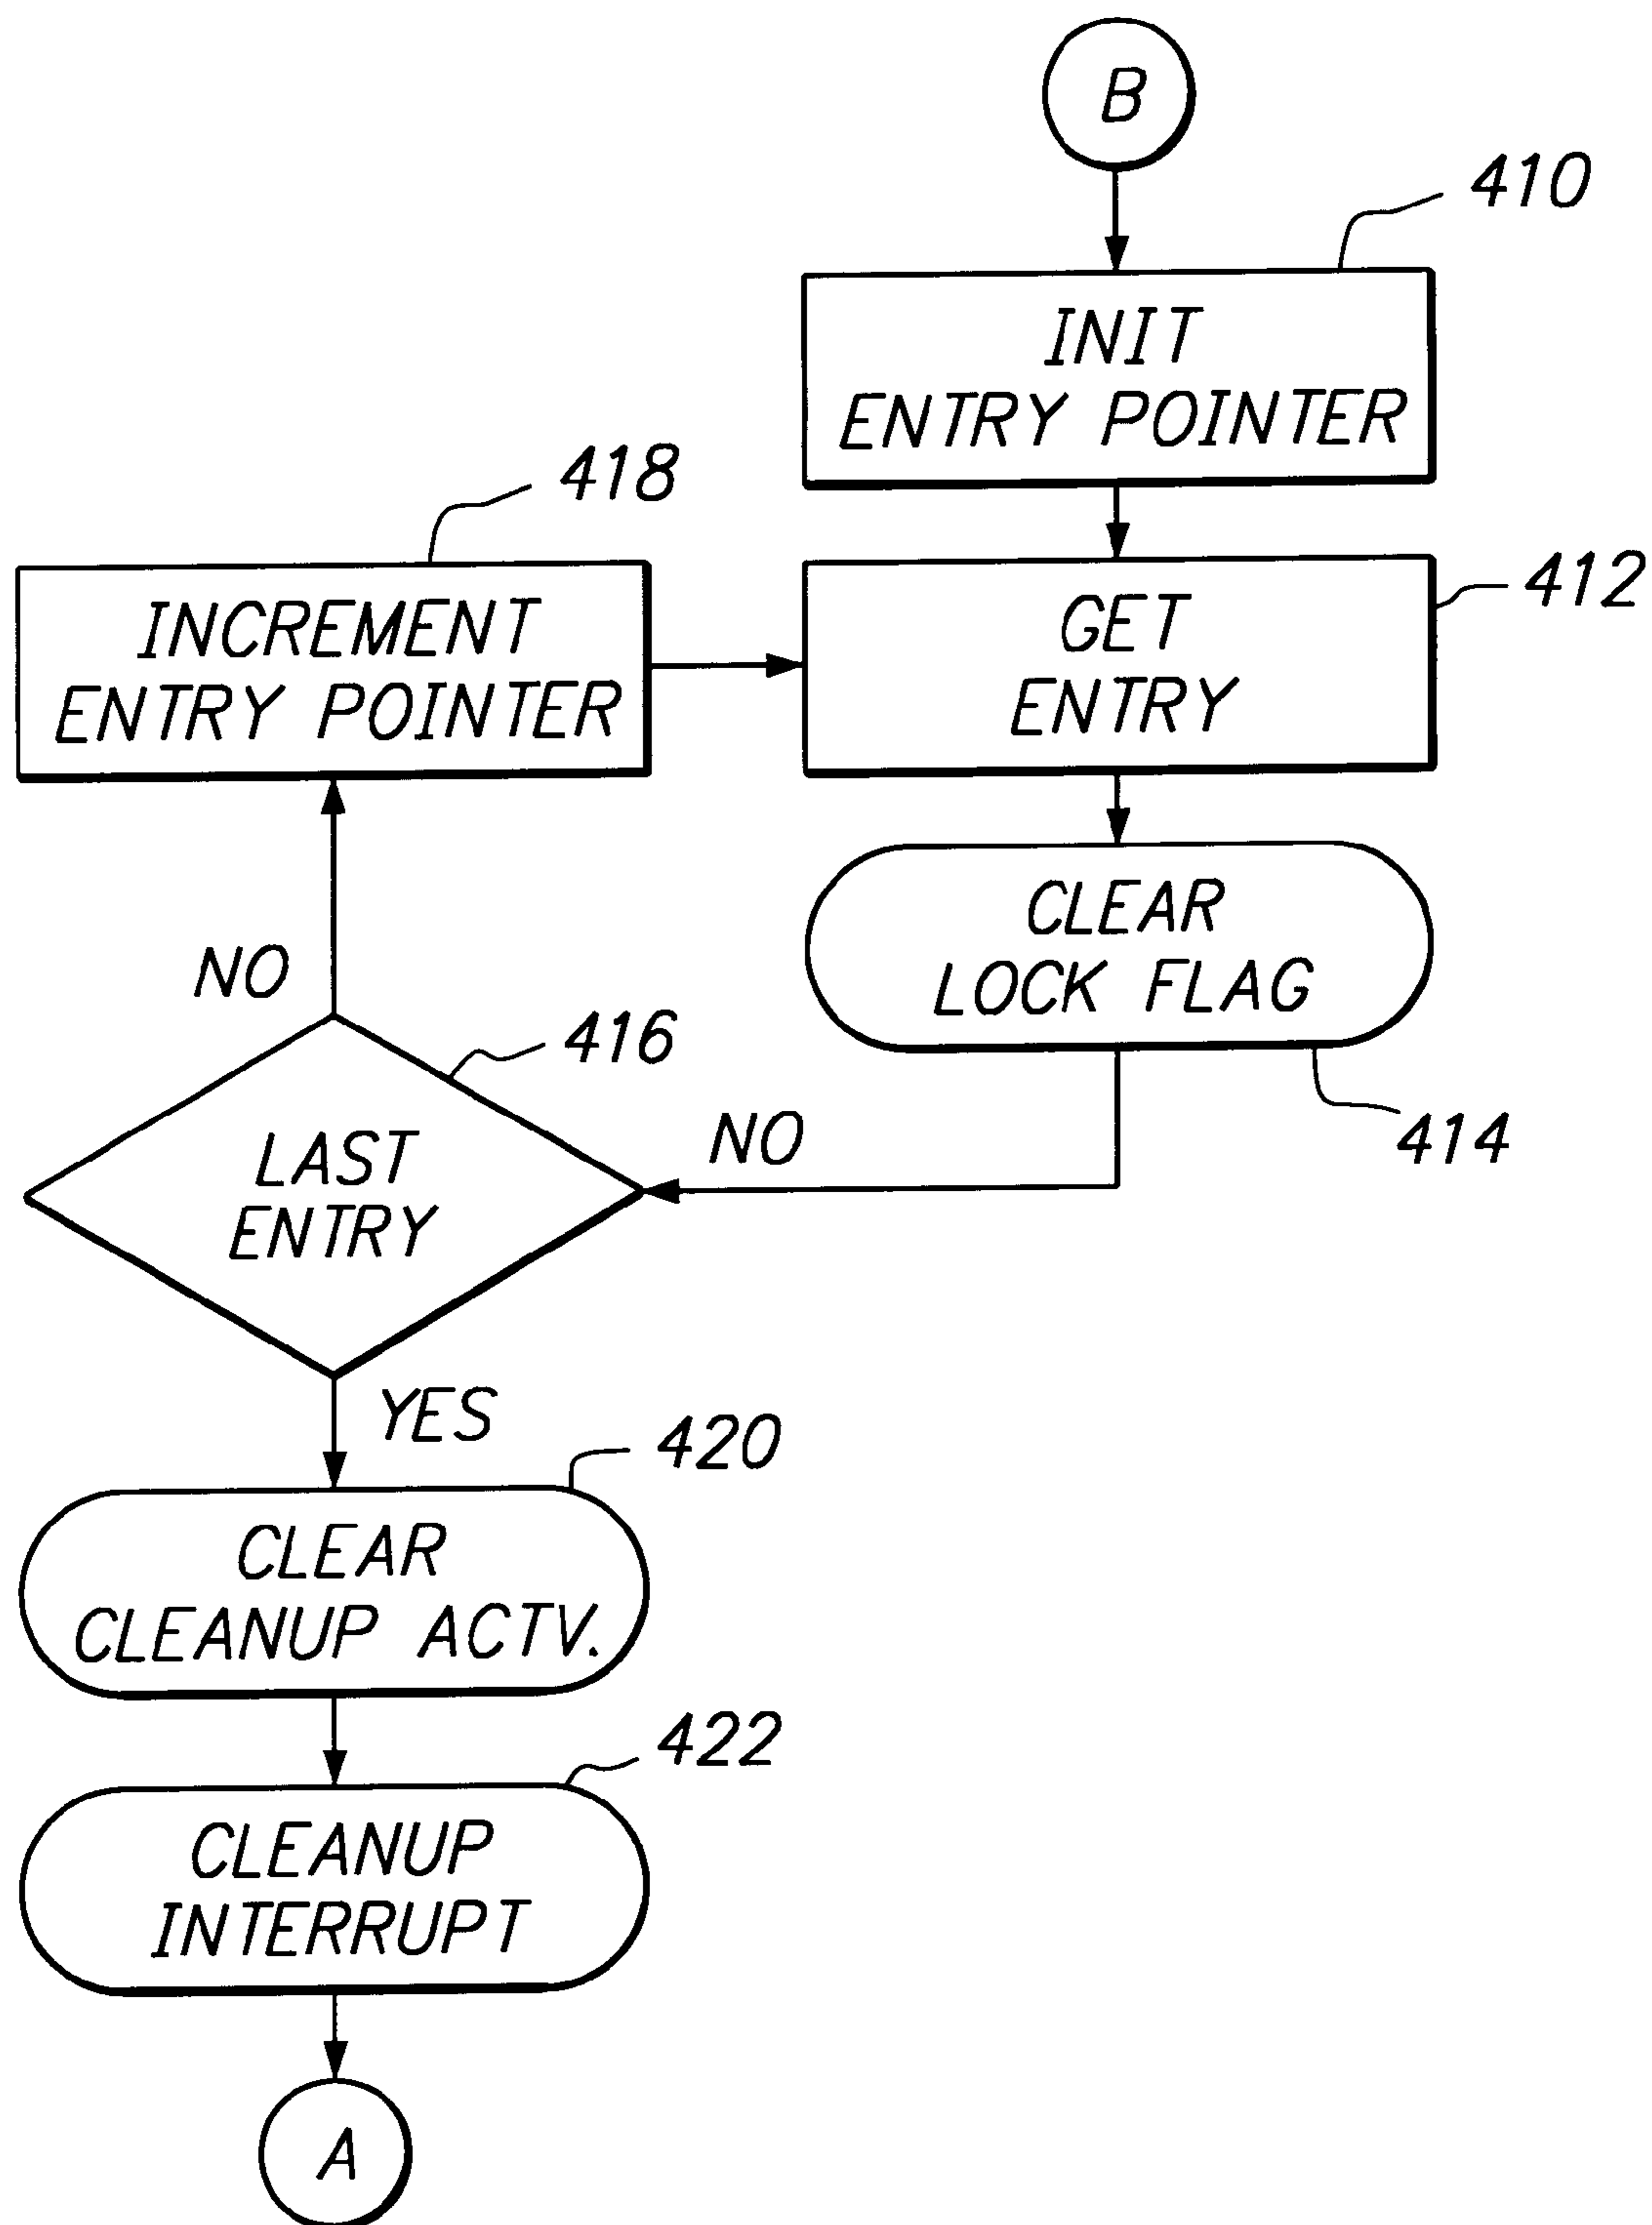 B
410
INIT
ENTRY POINTER
418
INCREMENT
ENTRY POINTER
412
GET
ENTRY
CLEAR
LOCK FLAG
414
NO
416
NO
LAST
ENTRY
YES
420
CLEAR
CLEANUP ACTV.
422
CLEANUP
INTERRUPT
A